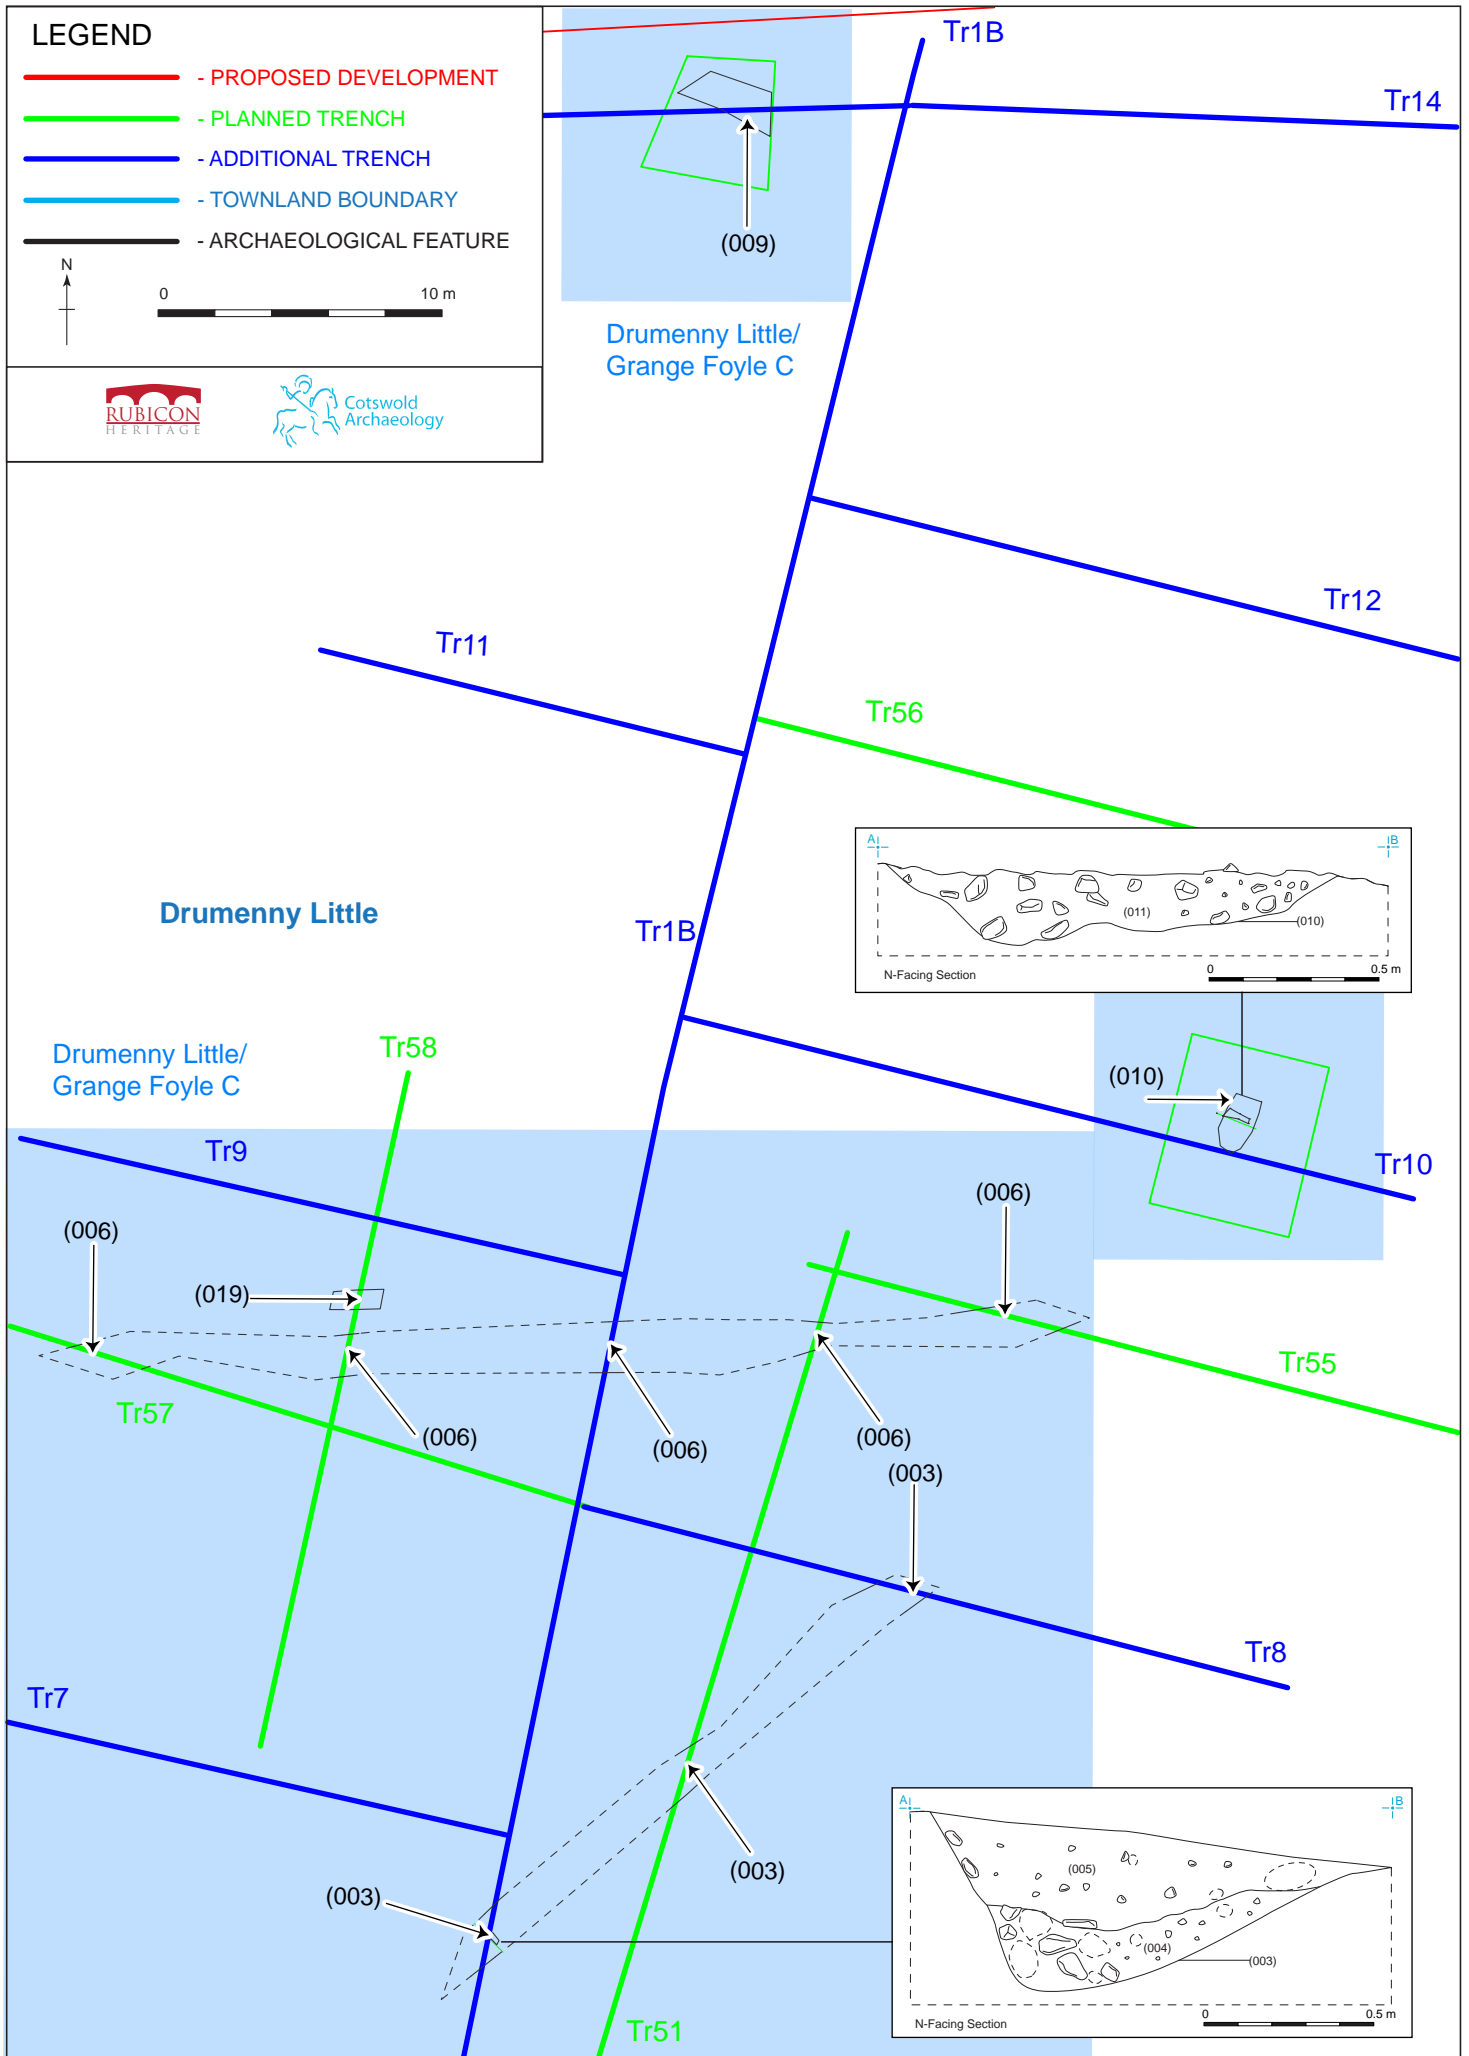 LEGEND
- PROPOSED DEVELOPMENT
- PLANNED TRENCH
- ADDITIONAL TRENCH
- TOWNLAND BOUNDARY
- ARCHAEOLOGICAL FEATURE
N
0 10 m
RUBICON
HERITAGE
Cotswold
Archaeology
Tr1B
Tr14
(009)
Drumenny Little/
Grange Foyle C
Tr12
Tr11
Tr56
A B
(011)
(010)
N-Facing Section
0 0.5 m
Drumenny Little
Tr1B
Drumenny Little/
Grange Foyle C
Tr58
(010)
Tr9
Tr10
(006)
(006)
(019)
Tr55
Tr57
(006)
(006)
(006)
(003)
Tr8
Tr7
(003)
(003)
A B
(005)
(004)
(003)
N-Facing Section
0 0.5 m
Tr51